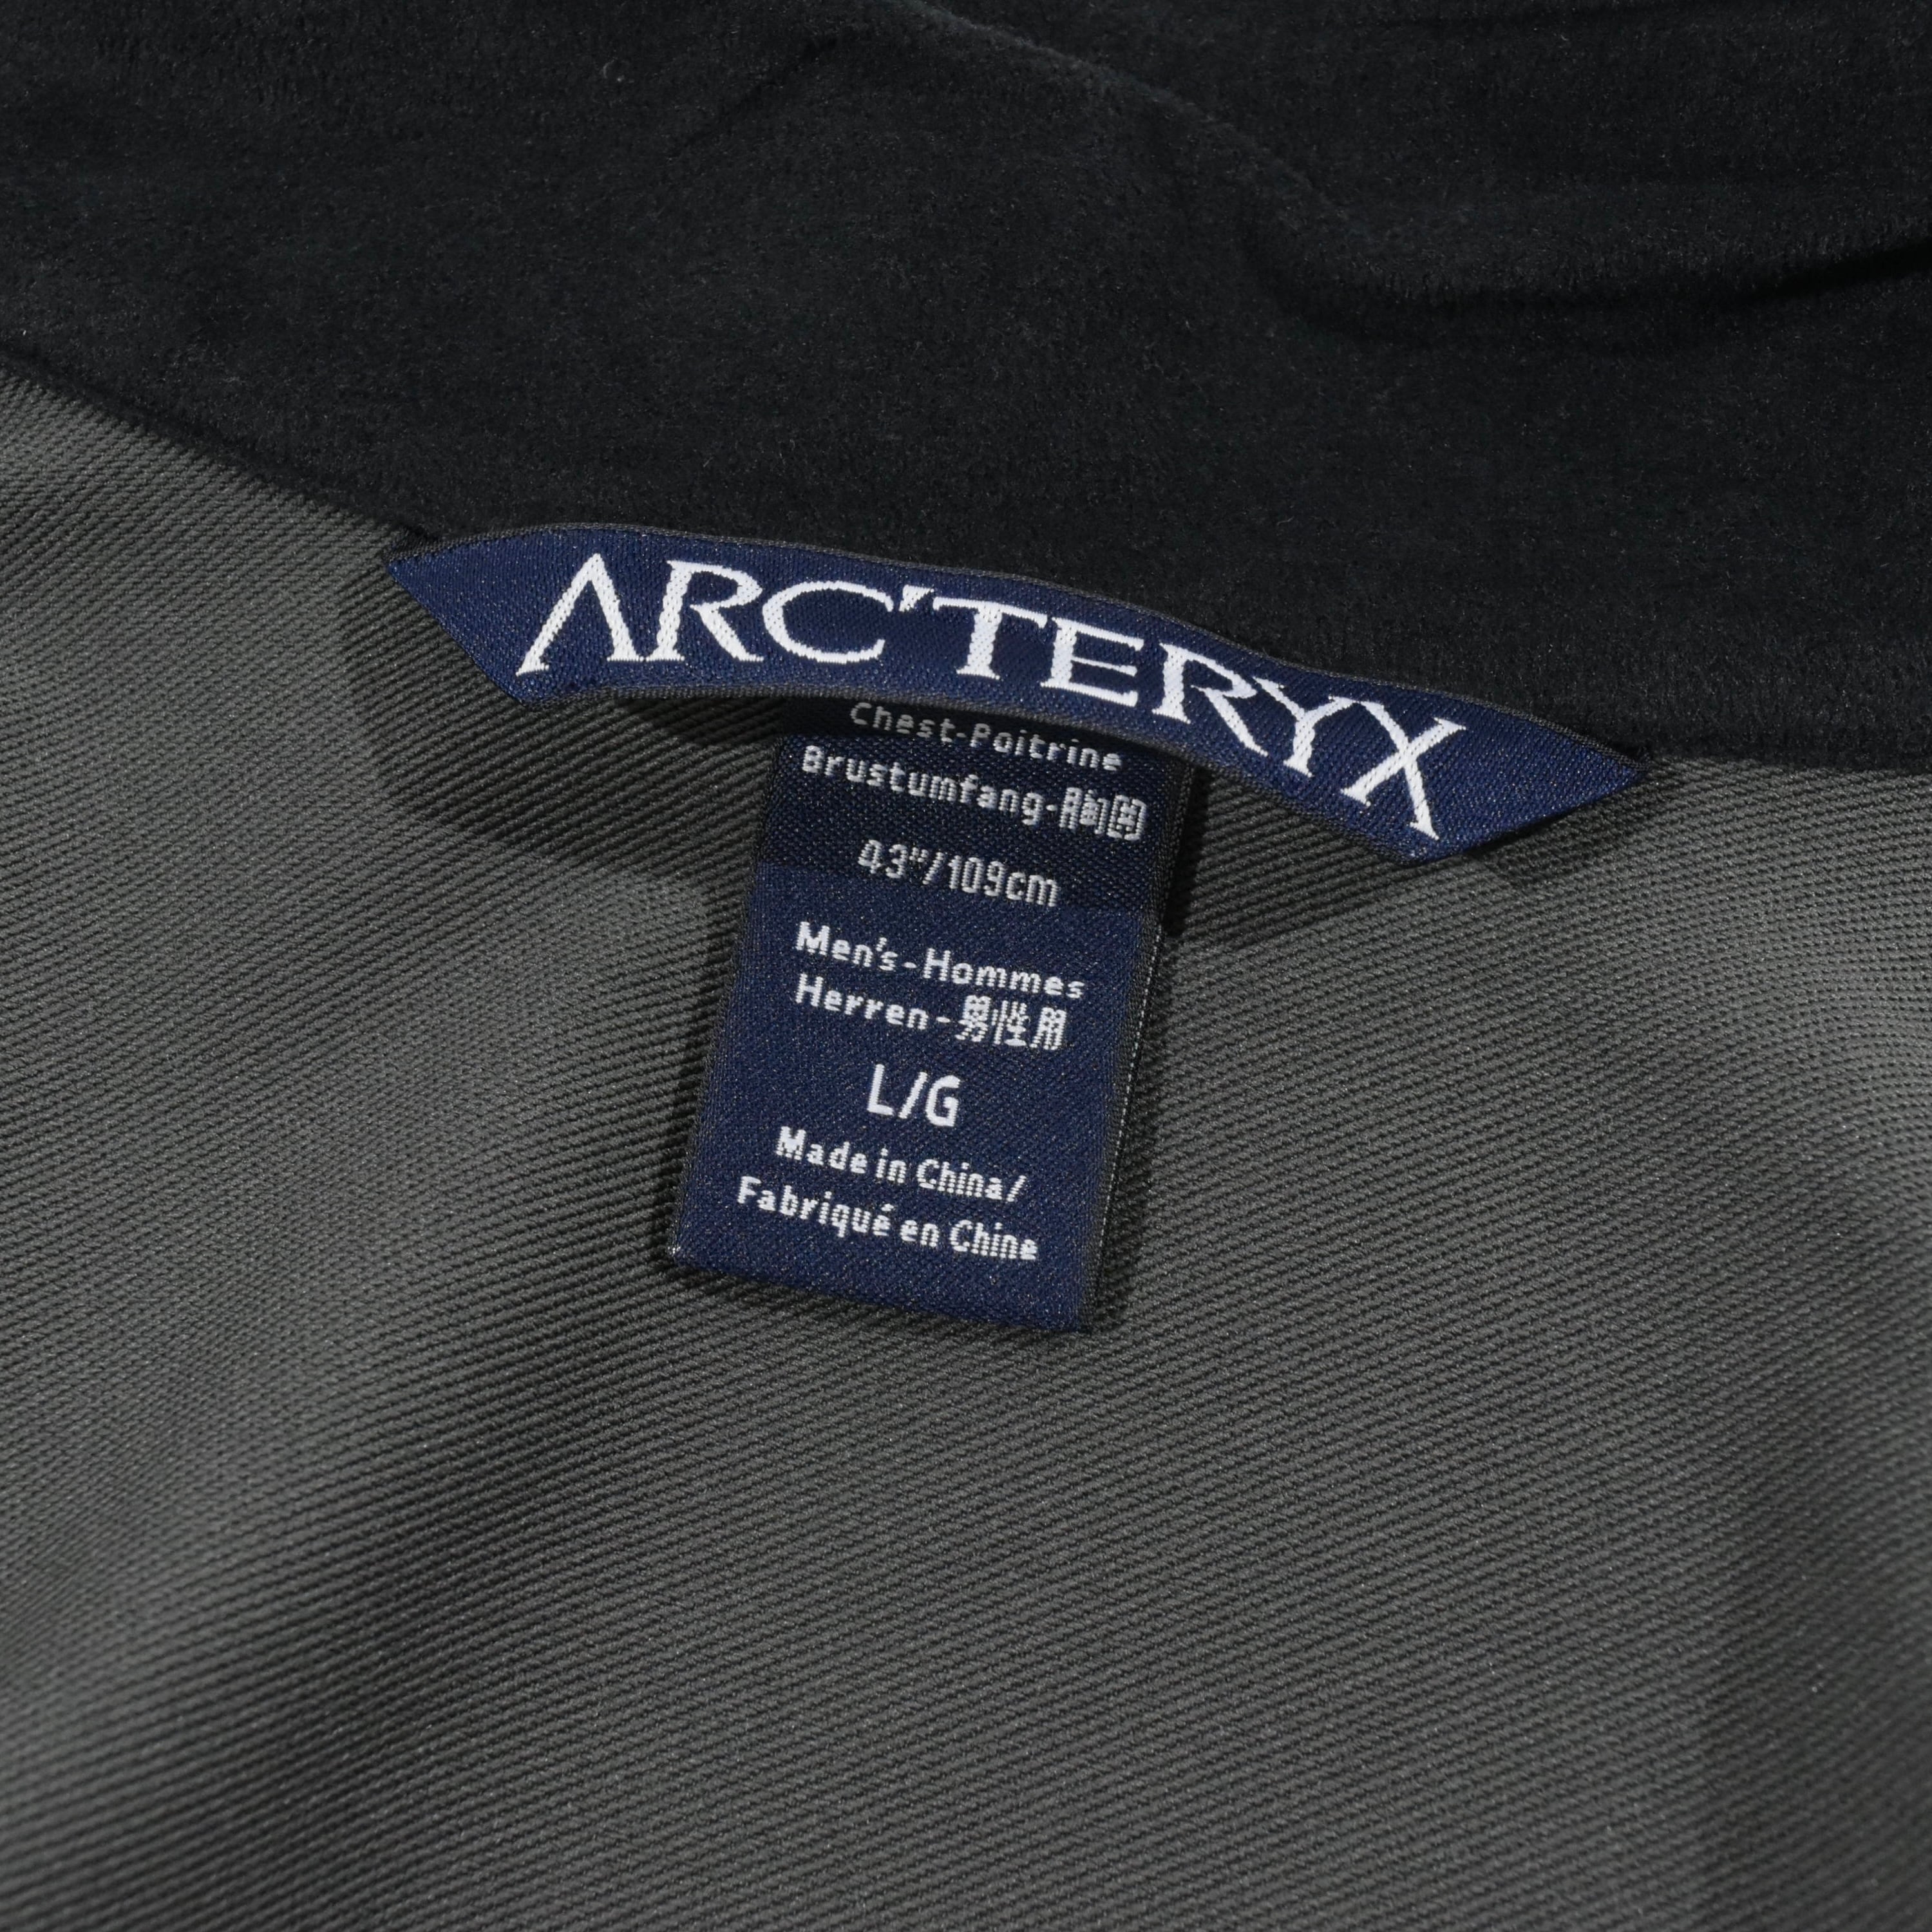 ARC'TERYX
Chest-Poitrine
Brustumfang-胸囲
43"/109cm
Men's-Hommes
Herren-男性用
L/G
Made in China/
Fabriqué en Chine